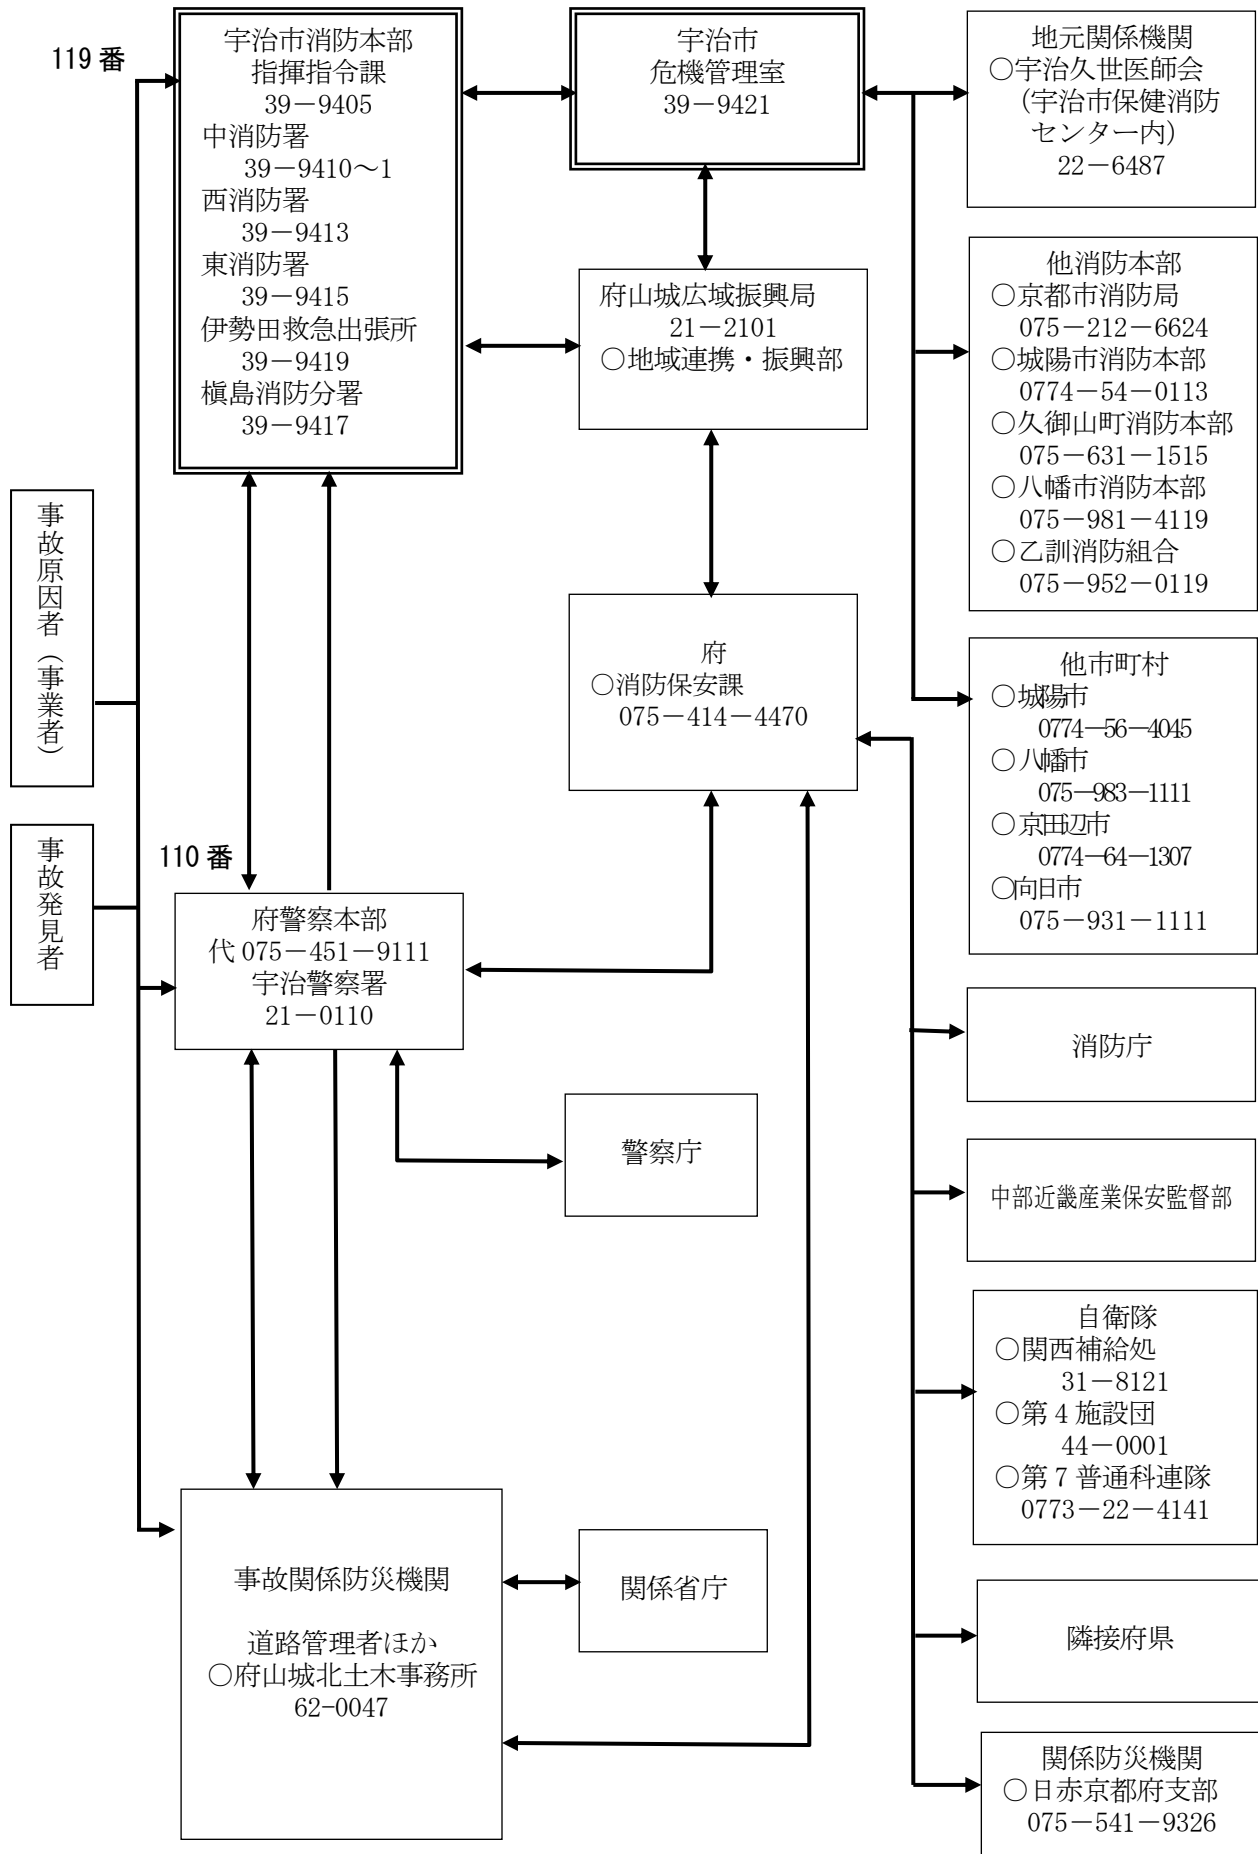 119 番
宇治市消防本部
指揮指令課
39－9405
中消防署
39－9410～1
西消防署
39－9413
東消防署
39－9415
伊勢田救急出張所
39－9419
槇島消防分署
39－9417
宇治市
危機管理室
39－9421
地元関係機関
○宇治久世医師会
（宇治市保健消防
センター内）
22－6487
府山城広域振興局
21－2101
○地域連携・振興部
他消防本部
○京都市消防局
075－212－6624
○城陽市消防本部
0774－54－0113
○久御山町消防本部
075－631－1515
○八幡市消防本部
075－981－4119
○乙訓消防組合
075－952－0119
事故原因者（事業者）
府
○消防保安課
075－414－4470
他市町村
○城陽市
0774－56－4045
○八幡市
075－983－1111
○京田辺市
0774－64－1307
○向日市
075－931－1111
事故発見者
110 番
府警察本部
代 075－451－9111
宇治警察署
21－0110
消防庁
警察庁
中部近畿産業保安監督部
自衛隊
○関西補給処
31－8121
○第 4 施設団
44－0001
○第 7 普通科連隊
0773－22－4141
事故関係防災機関
道路管理者ほか
○府山城北土木事務所
62-0047
関係省庁
隣接府県
関係防災機関
○日赤京都府支部
075－541－9326